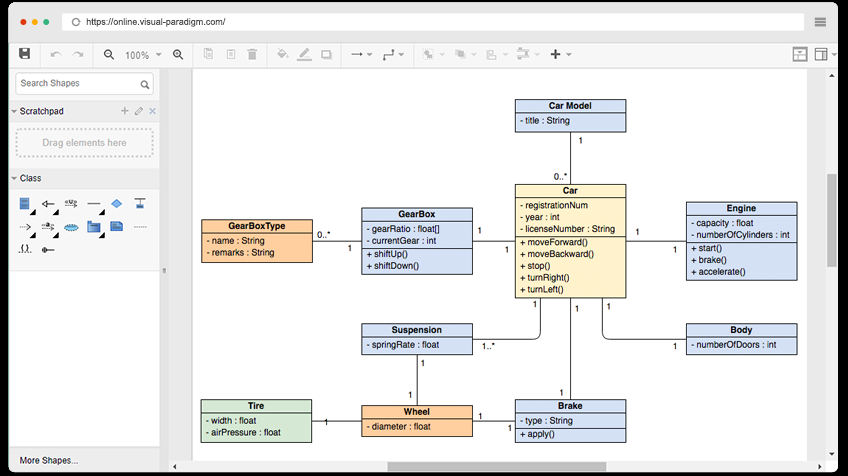 https://online.visual-paradigm.com/
100%
Search Shapes
Scratchpad
Drag elements here
Class
More Shapes...
Car Model
- title : String
1
0..*
Car
- registrationNum
- year : int
- licenseNumber : String
+ moveForward()
+ moveBackward()
+ stop()
+ turnRight()
+ turnLeft()
GearBoxType
- name : String
- remarks : String
0..*
1
GearBox
- gearRatio : float[]
- currentGear : int
+ shiftUp()
+ shiftDown()
1
1
1
1
Engine
- capacity : float
- numberOfCylinders : int
+ start()
+ brake()
+ accelerate()
1
1
1
Suspension
- springRate : float
1..*
Body
- numberOfDoors : int
1
1
1
1
Tire
- width : float
- airPressure : float
1
Wheel
- diameter : float
1
1
Brake
- type : String
+ apply()